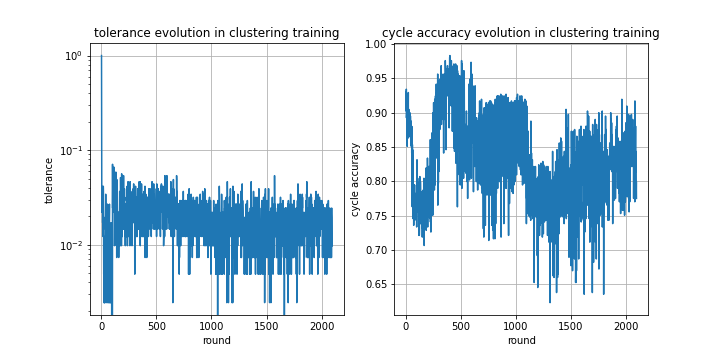 tolerance evolution in clustering training
cycle accuracy evolution in clustering training
tolerance
10⁰
10⁻¹
10⁻²
0 500 1000 1500 2000
round
cycle accuracy
1.00
0.95
0.90
0.85
0.80
0.75
0.70
0.65
0 500 1000 1500 2000
round